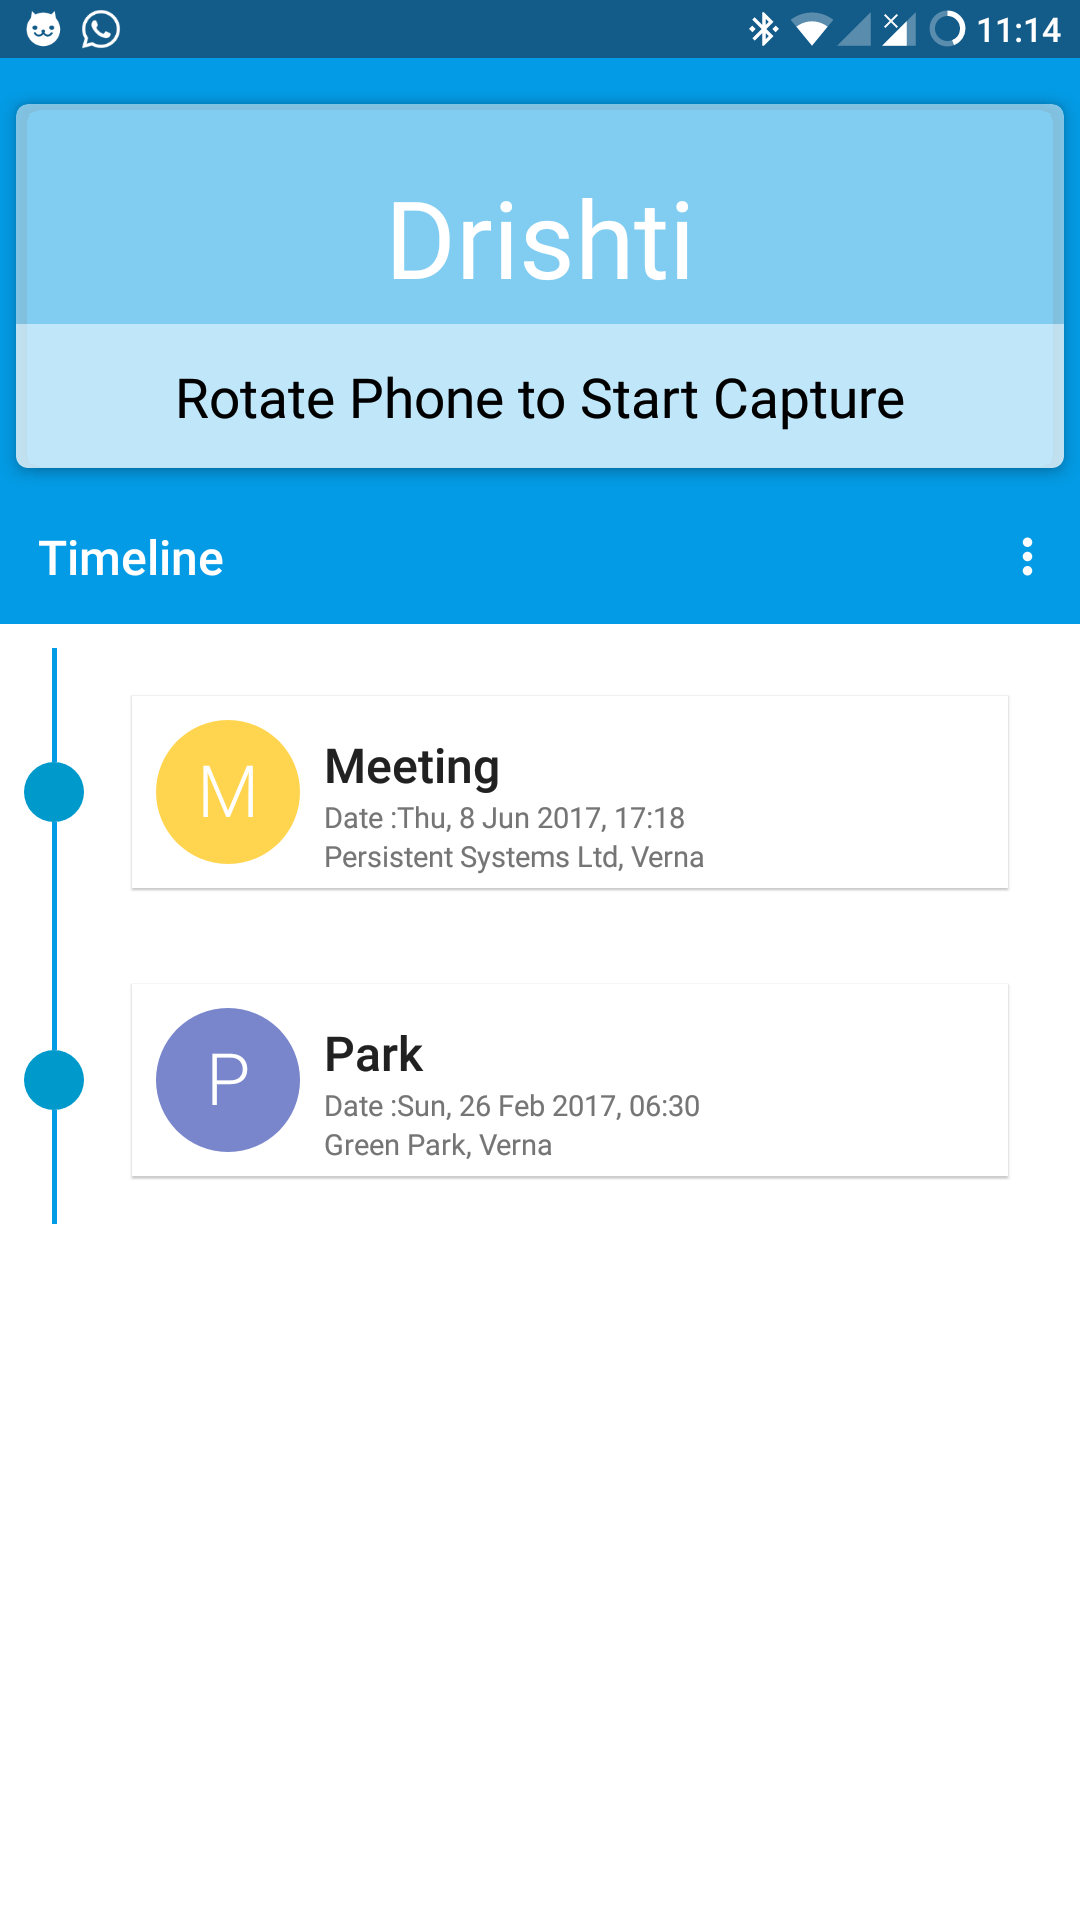 11:14
Drishti
Rotate Phone to Start Capture
Timeline
M
Meeting
Date :Thu, 8 Jun 2017, 17:18
Persistent Systems Ltd, Verna
P
Park
Date :Sun, 26 Feb 2017, 06:30
Green Park, Verna